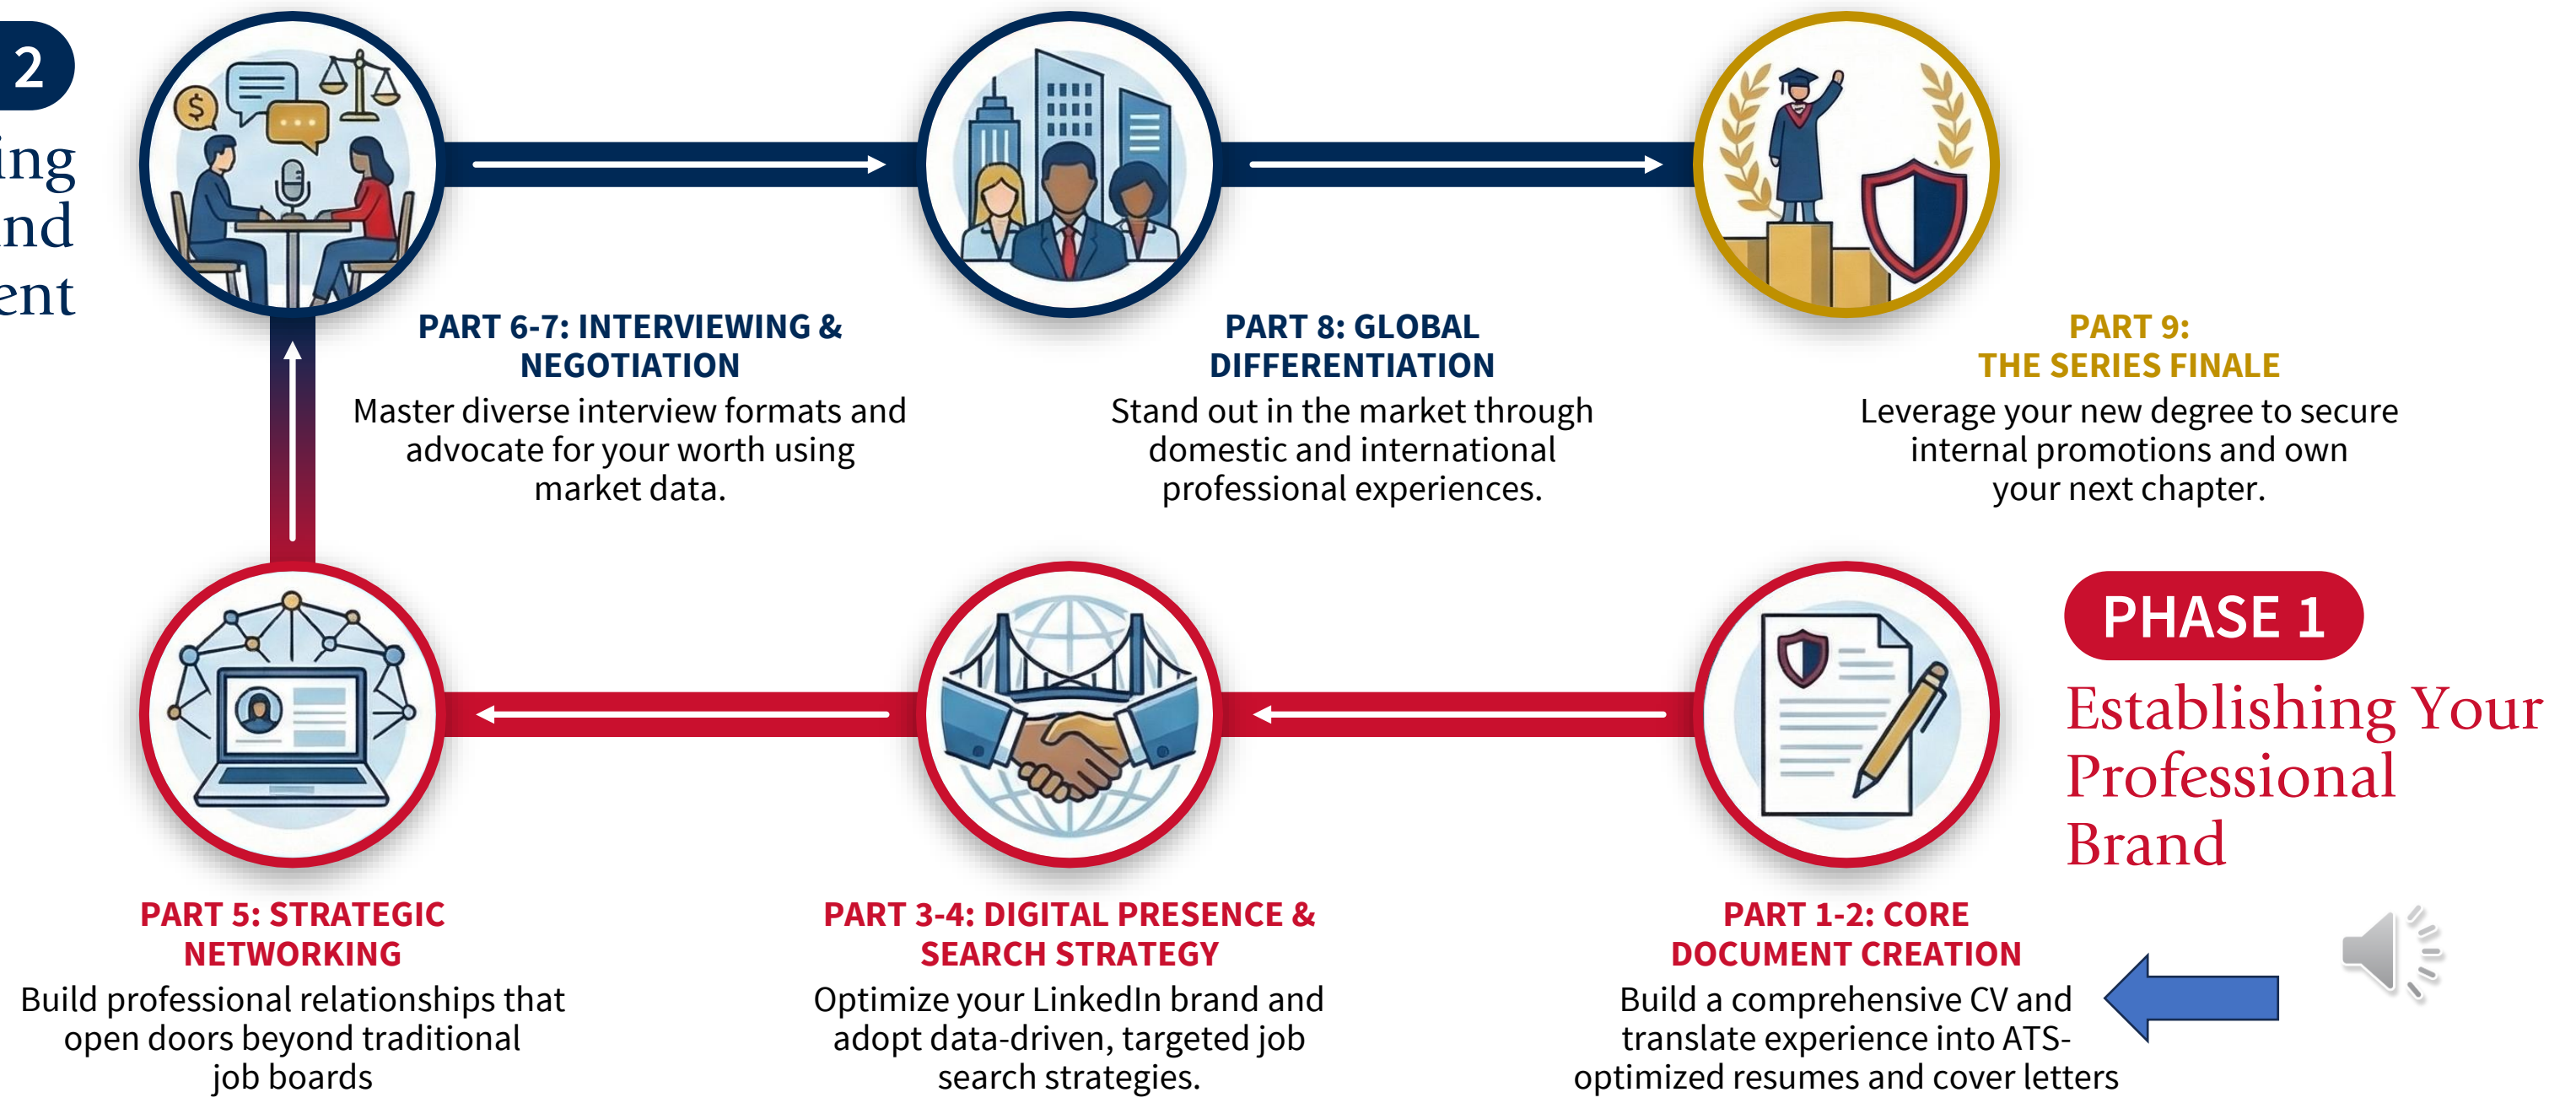 2
PART 6-7: INTERVIEWING &
NEGOTIATION
Master diverse interview formats and
advocate for your worth using
market data.
PART 8: GLOBAL
DIFFERENTIATION
Stand out in the market through
domestic and international
professional experiences.
PART 9:
THE SERIES FINALE
Leverage your new degree to secure
internal promotions and own
your next chapter.
PHASE 1
Establishing Your
Professional
Brand
PART 5: STRATEGIC
NETWORKING
Build professional relationships that
open doors beyond traditional
job boards
PART 3-4: DIGITAL PRESENCE &
SEARCH STRATEGY
Optimize your LinkedIn brand and
adopt data-driven, targeted job
search strategies.
PART 1-2: CORE
DOCUMENT CREATION
Build a comprehensive CV and
translate experience into ATS-
optimized resumes and cover letters